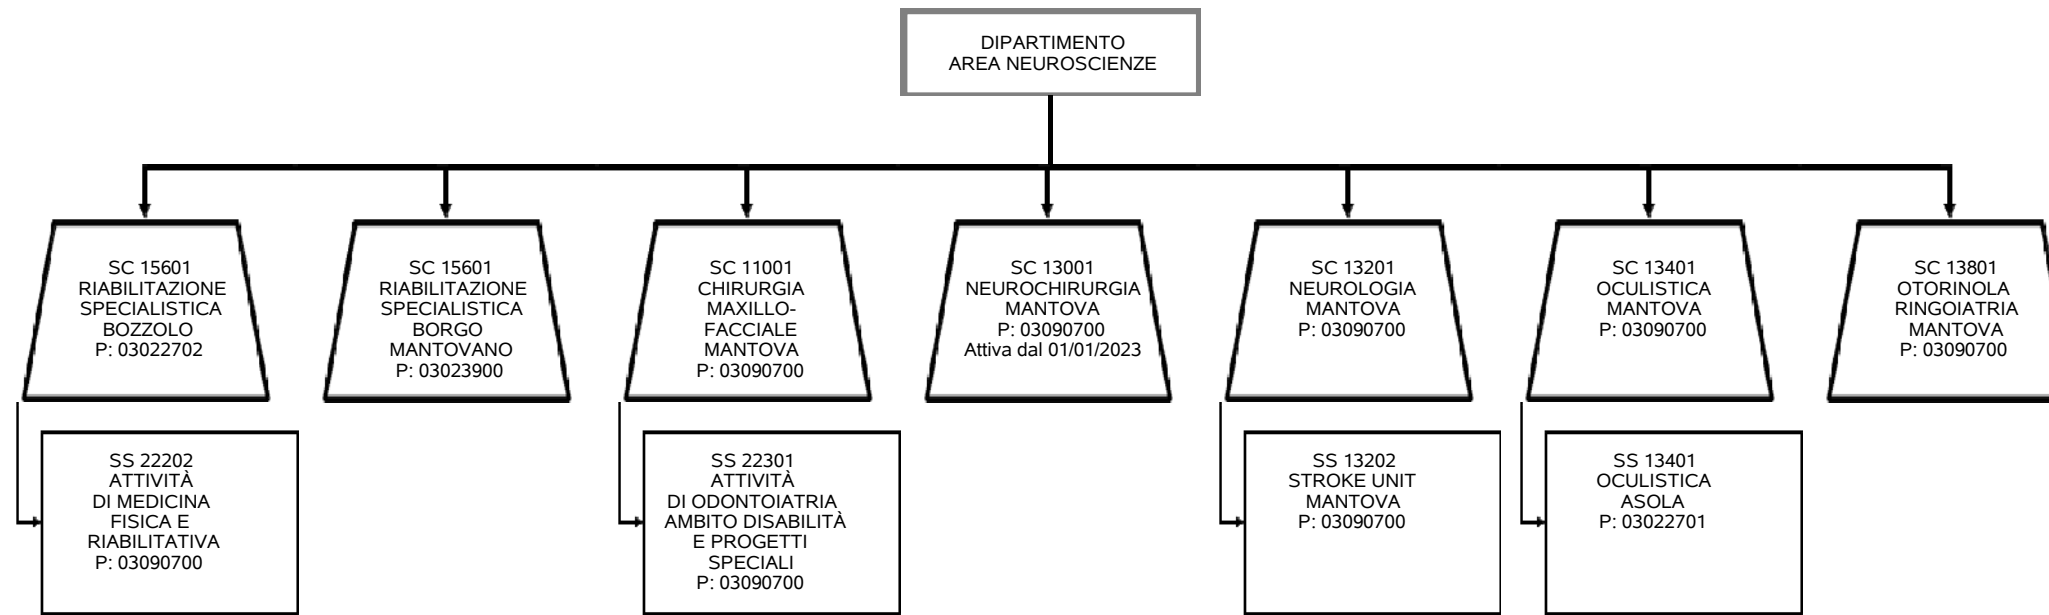 DIPARTIMENTO
AREA NEUROSCIENZE
SC 15601
RIABILITAZIONE
SPECIALISTICA
BOZZOLO
P: 03022702
SC 15601
RIABILITAZIONE
SPECIALISTICA
BORGO
MANTOVANO
P: 03023900
SC 11001
CHIRURGIA
MAXILLO-
FACCIALE
MANTOVA
P: 03090700
SC 13001
NEUROCHIRURGIA
MANTOVA
P: 03090700
Attiva dal 01/01/2023
SC 13201
NEUROLOGIA
MANTOVA
P: 03090700
SC 13401
OCULISTICA
MANTOVA
P: 03090700
SC 13801
OTORINOLA
RINGOIATRIA
MANTOVA
P: 03090700
SS 22202
ATTIVITÀ
DI MEDICINA
FISICA E
RIABILITATIVA
P: 03090700
SS 22301
ATTIVITÀ
DI ODONTOIATRIA
AMBITO DISABILITÀ
E PROGETTI
SPECIALI
P: 03090700
SS 13202
STROKE UNIT
MANTOVA
P: 03090700
SS 13401
OCULISTICA
ASOLA
P: 03022701